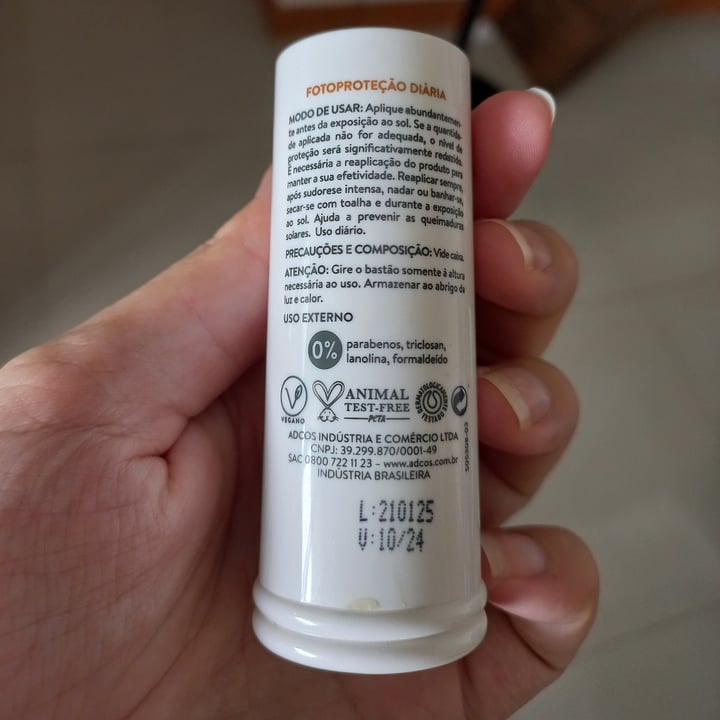 FOTOPROTEÇÃO DIÁRIA
MODO DE USAR: Aplique abundantemen-
te antes da exposição ao sol. Se a quantida-
de aplicada não for adequada, o nível de
proteção será significativamente reduzido.
É necessária a reaplicação do produto para
manter a sua efetividade. Reaplicar sempre,
após sudorese intensa, nadar ou banhar-se,
secar-se com toalha e durante a exposição
ao sol. Ajuda a prevenir as queimaduras
solares. Uso diário.
PRECAUÇÕES E COMPOSIÇÃO: Vide caixa.
ATENÇÃO: Gire o bastão somente à altura
necessária ao uso. Armazenar ao abrigo da
luz e calor.
USO EXTERNO
0% parabenos, triclosan,
lanolina, formaldeído
VEGANO
ANIMAL
TEST-FREE
PETA
DERMATOLOGICAMENTE
TESTADO
ADCOS INDÚSTRIA E COMÉRCIO LTDA
CNPJ: 39.299.870/0001-49
SAC 0800 722 11 23 – www.adcos.com.br
INDÚSTRIA BRASILEIRA
L:210125
V:10/24